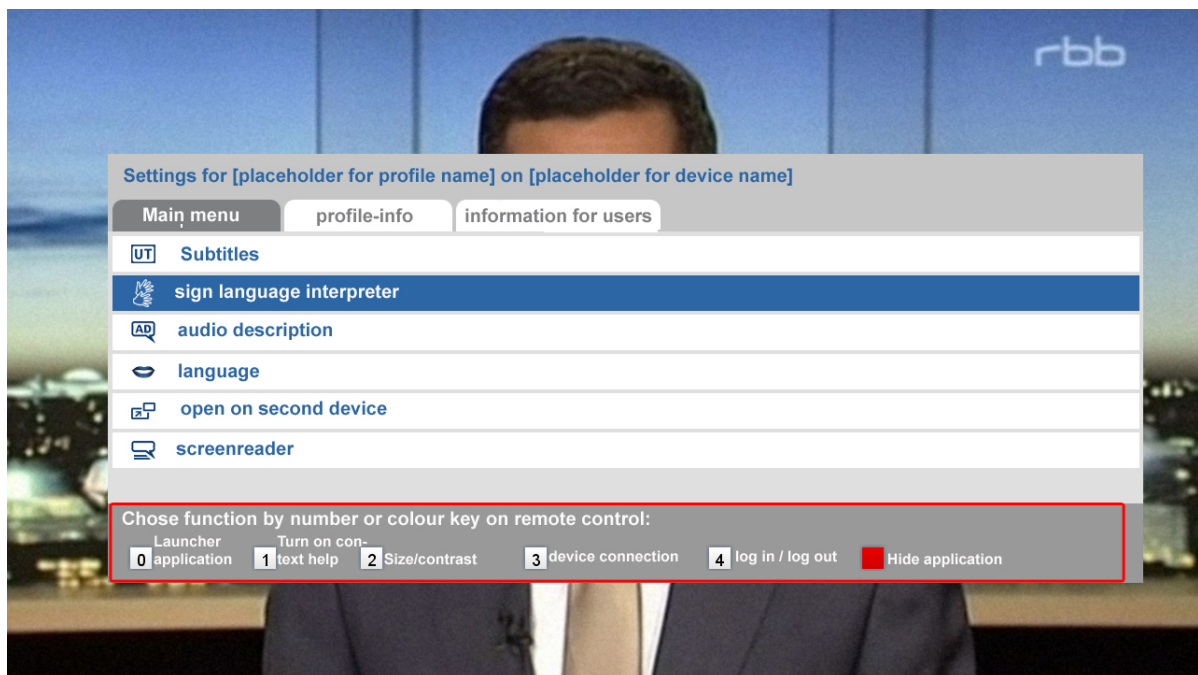 rbb
Settings for [placeholder for profile name] on [placeholder for device name]
Main menu profile-info information for users
UT Subtitles
sign language interpreter
AD audio description
language
open on second device
screenreader
Chose function by number or colour key on remote control:
0 Launcher application 1 Turn on con-text help 2 Size/contrast 3 device connection 4 log in / log out Hide application